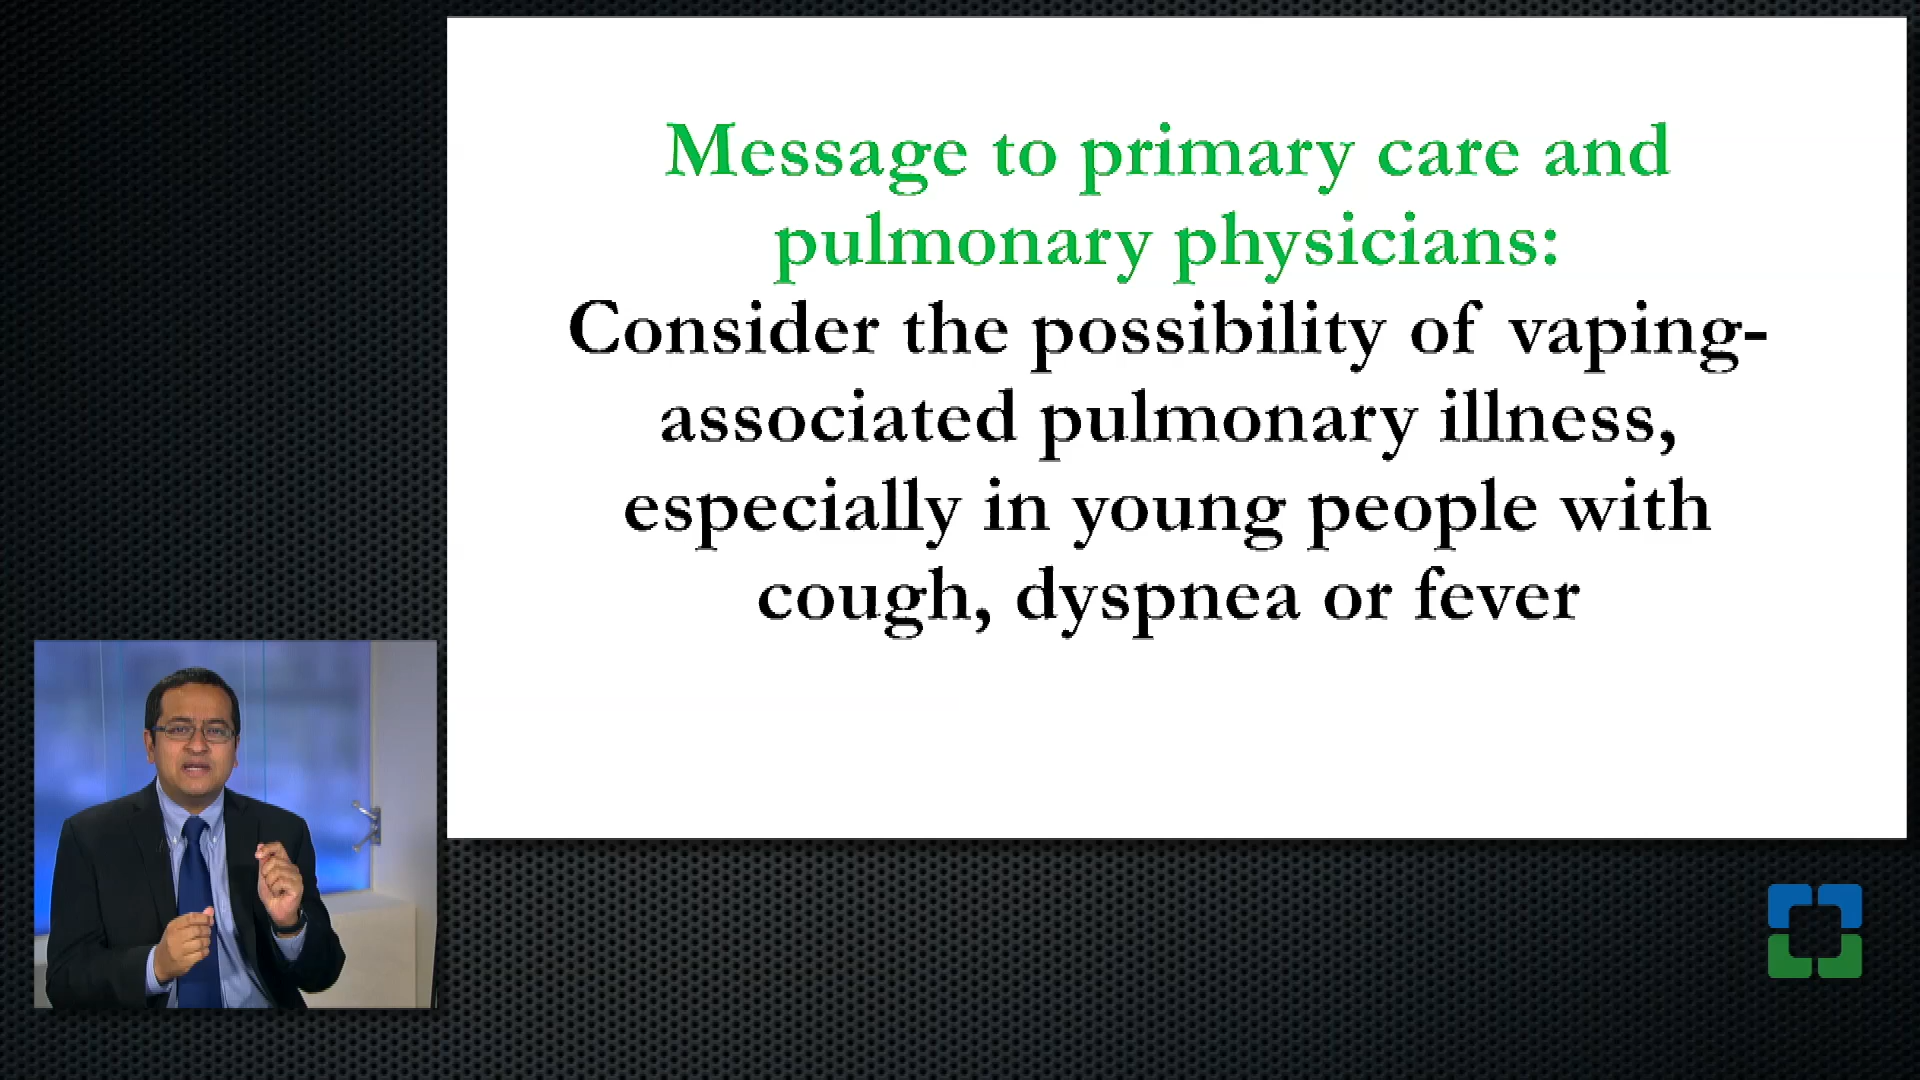 Message to primary care and
pulmonary physicians:
Consider the possibility of vaping-
associated pulmonary illness,
especially in young people with
cough, dyspnea or fever